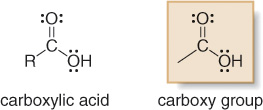 O O
C C
R OH OH
carboxylic acid carboxy group